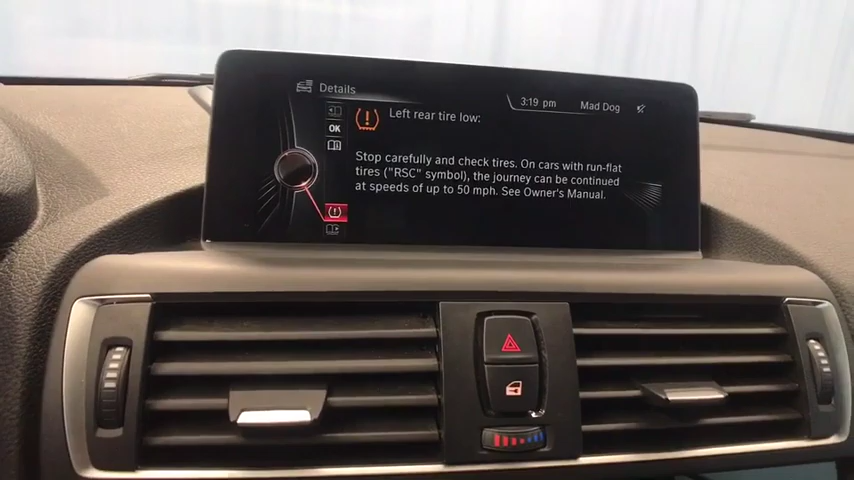 Details
3:19 pm
Mad Dog
OK
Left rear tire low:
Stop carefully and check tires. On cars with run-flat
tires ("RSC" symbol), the journey can be continued
at speeds of up to 50 mph. See Owner's Manual.